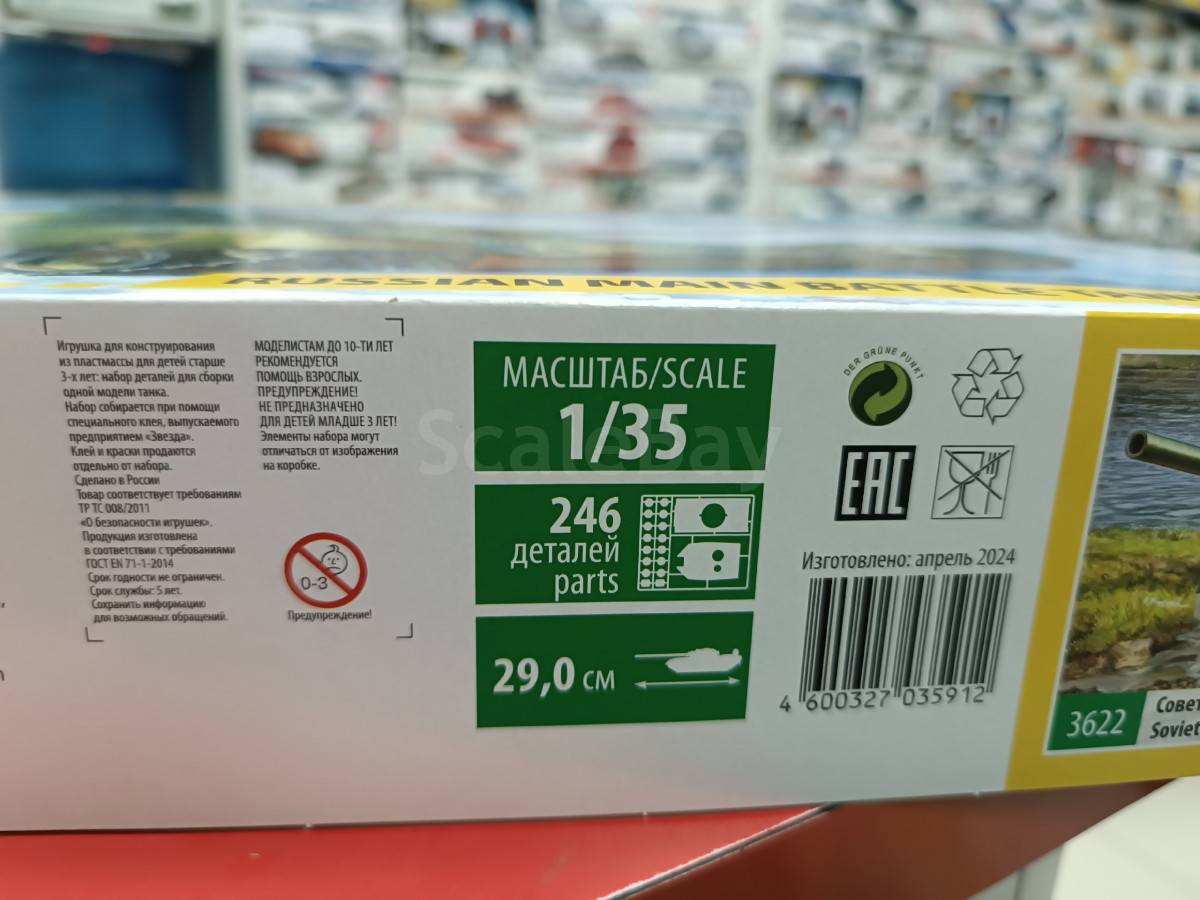 RUSSIAN MAIN BATTLE TAN
Игрушка для конструирования
из пластмассы для детей старше
3-х лет: набор деталей для сборки
одной модели танка.
Набор собирается при помощи
специального клея, выпускаемого
предприятием «Звезда».
Клей и краски продаются
отдельно от набора.
Сделано в России
Товар соответствует требованиям
ТР ТС 008/2011
«О безопасности игрушек».
Продукция изготовлена
в соответствии с требованиями
ГОСТ EN 71-1-2014
Срок годности не ограничен.
Срок службы: 5 лет.
Сохранить информацию
для возможных обращений.
МОДЕЛИСТАМ ДО 10-ТИ ЛЕТ
РЕКОМЕНДУЕТСЯ
ПОМОЩЬ ВЗРОСЛЫХ.
ПРЕДУПРЕЖДЕНИЕ!
НЕ ПРЕДНАЗНАЧЕНО
ДЛЯ ДЕТЕЙ МЛАДШЕ 3 ЛЕТ!
Элементы набора могут
отличаться от изображения
на коробке.
0-3
Предупреждение!
МАСШТАБ/SCALE
1/35
246
деталей
parts
29,0 см
DER GRÜNE PUNKT
EAC
Изготовлено: апрель 2024
4 600327 035912
3622
Совет
Soviet
ScaleBay